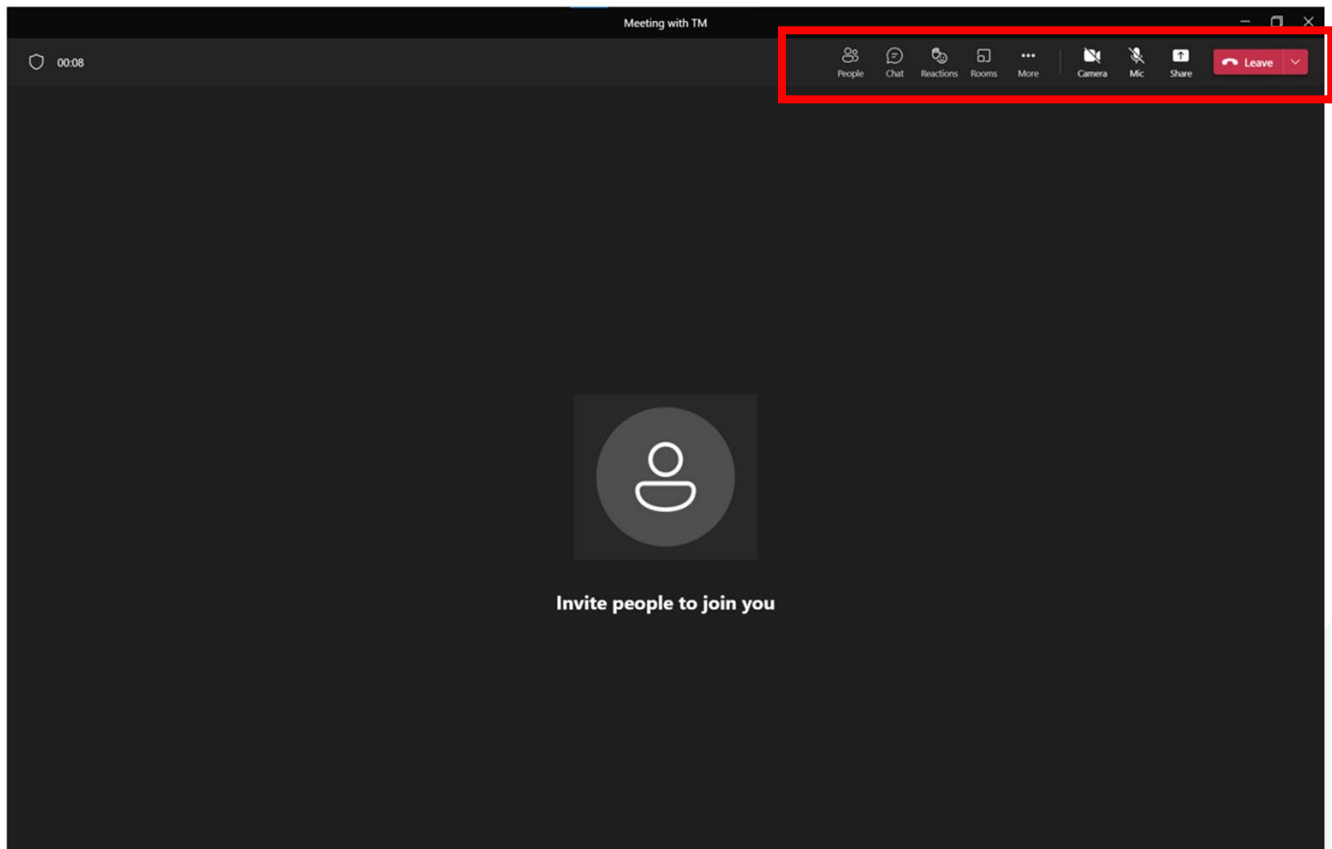 Meeting with TM
00:08
People Chat Reactions Rooms More Camera Mic Share Leave
Invite people to join you